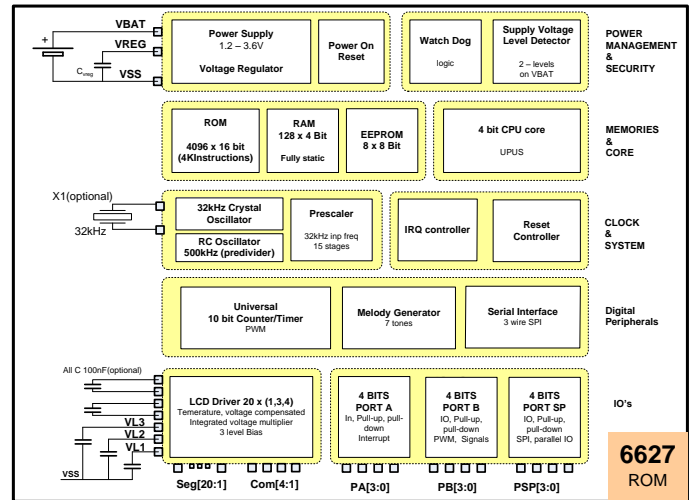 VBAT
VREG
VSS
+
Cvreg
Power Supply
1.2 – 3.6V
Voltage Regulator
Power On
Reset
Watch Dog
logic
Supply Voltage
Level Detector
2 – levels
on VBAT
POWER
MANAGEMENT
&
SECURITY
ROM
4096 x 16 bit
(4KInstructions)
RAM
128 x 4 Bit
Fully static
EEPROM
8 x 8 Bit
4 bit CPU core
UPUS
MEMORIES
&
CORE
X1(optional)
32kHz
32kHz Crystal
Oscillator
RC Oscillator
500kHz (predivider)
Prescaler
32kHz inp freq
15 stages
IRQ controller
Reset
Controller
CLOCK
&
SYSTEM
Universal
10 bit Counter/Timer
PWM
Melody Generator
7 tones
Serial Interface
3 wire SPI
Digital
Peripherals
All C 100nF(optional)
VL3
VL2
VL1
VSS
LCD Driver 20 x (1,3,4)
Temerature, voltage compensated
Integrated voltage multiplier
3 level Bias
4 BITS
PORT A
In, Pull-up, pull-
down
Interrupt
4 BITS
PORT B
IO, Pull-up,
pull-down
PWM, Signals
4 BITS
PORT SP
IO, Pull-up,
pull-down
SPI, parallel IO
IO's
Seg[20:1]
Com[4:1]
PA[3:0]
PB[3:0]
PSP[3:0]
6627
ROM